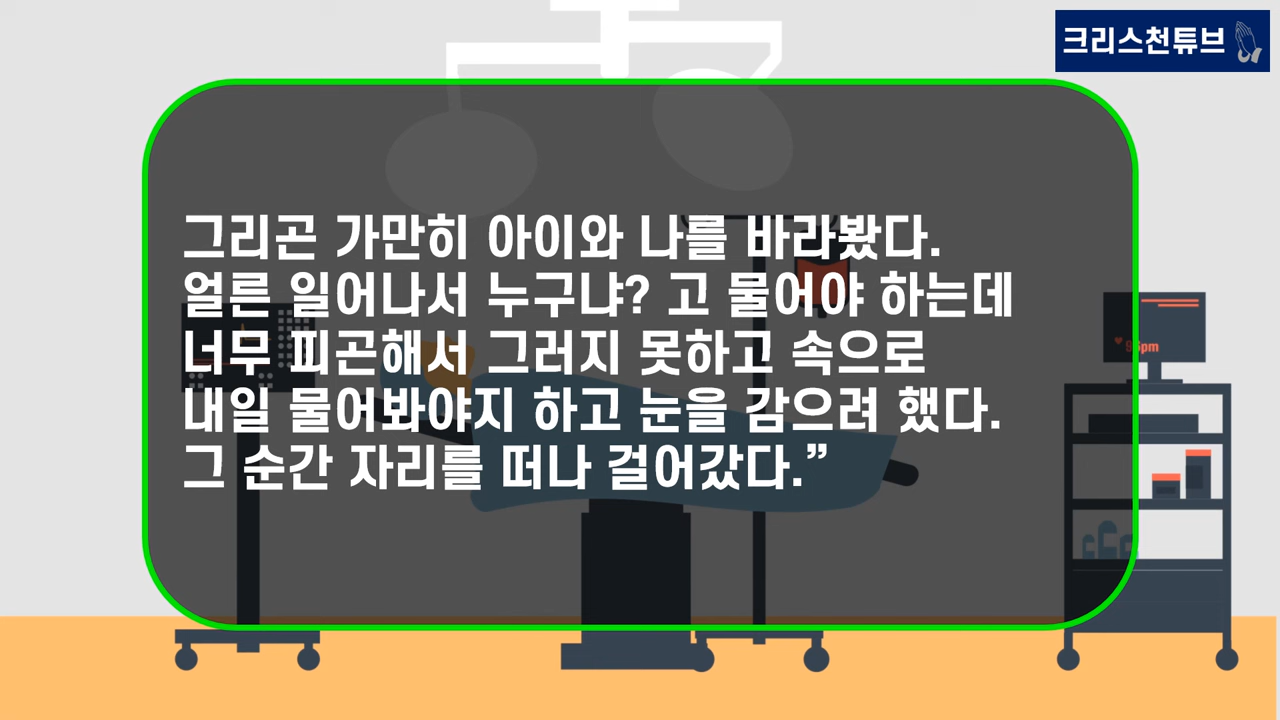 크리스천튜브
그리곤 가만히 아이와 나를 바라봤다.
얼른 일어나서 누구냐? 고 물어야 하는데
너무 피곤해서 그러지 못하고 속으로
내일 물어봐야지 하고 눈을 감으려 했다.
그 순간 자리를 떠나 걸어갔다.”